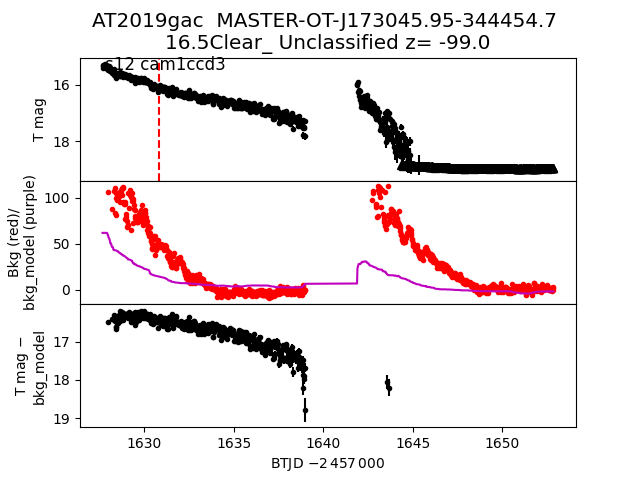 AT2019gac MASTER-OT-J173045.95-344454.7
16.5Clear_ Unclassified z= -99.0
s12 cam1ccd3
16
18
T mag
100
50
0
Bkg (red)/
bkg_model (purple)
17
18
19
T mag −
bkg_model
1630 1635 1640 1645 1650
BTJD −2 457 000